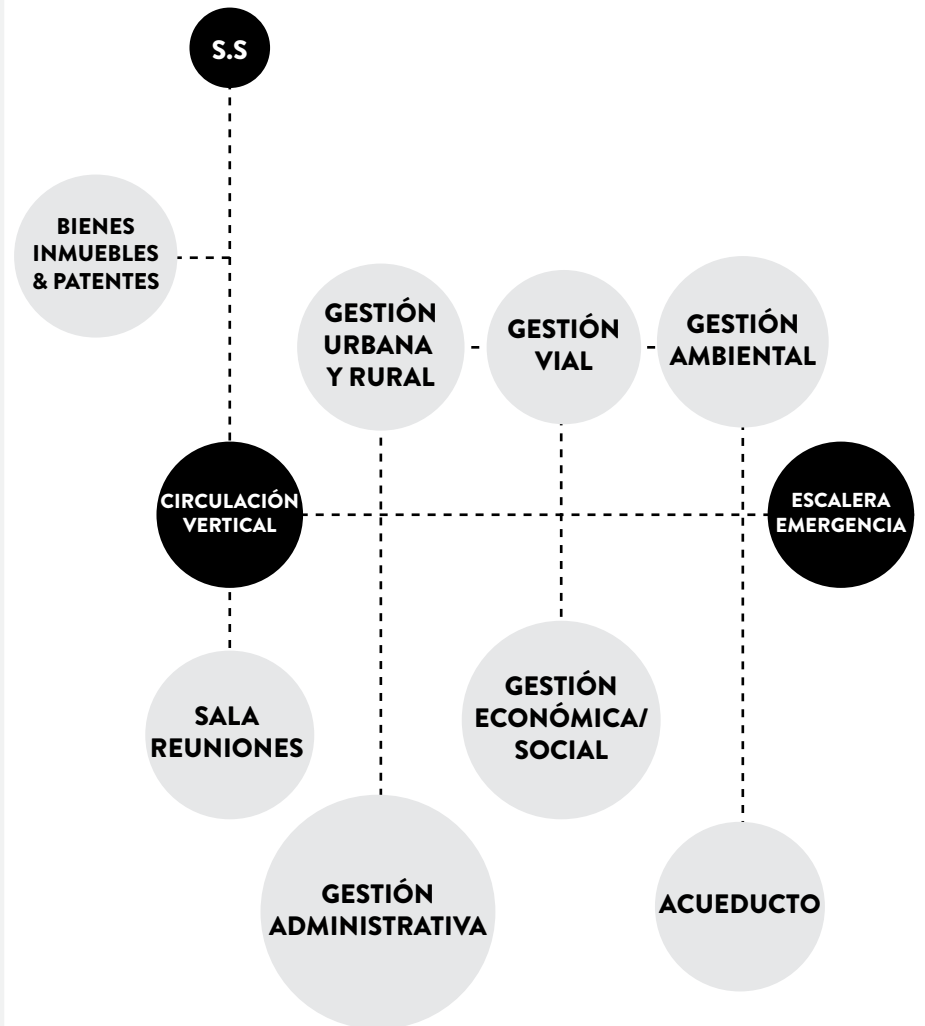 S.S
BIENES
INMUEBLES
& PATENTES
GESTIÓN
URBANA
Y RURAL
GESTIÓN
VIAL
GESTIÓN
AMBIENTAL
CIRCULACIÓN
VERTICAL
ESCALERA
EMERGENCIA
SALA
REUNIONES
GESTIÓN
ECONÓMICA/
SOCIAL
GESTIÓN
ADMINISTRATIVA
ACUEDUCTO